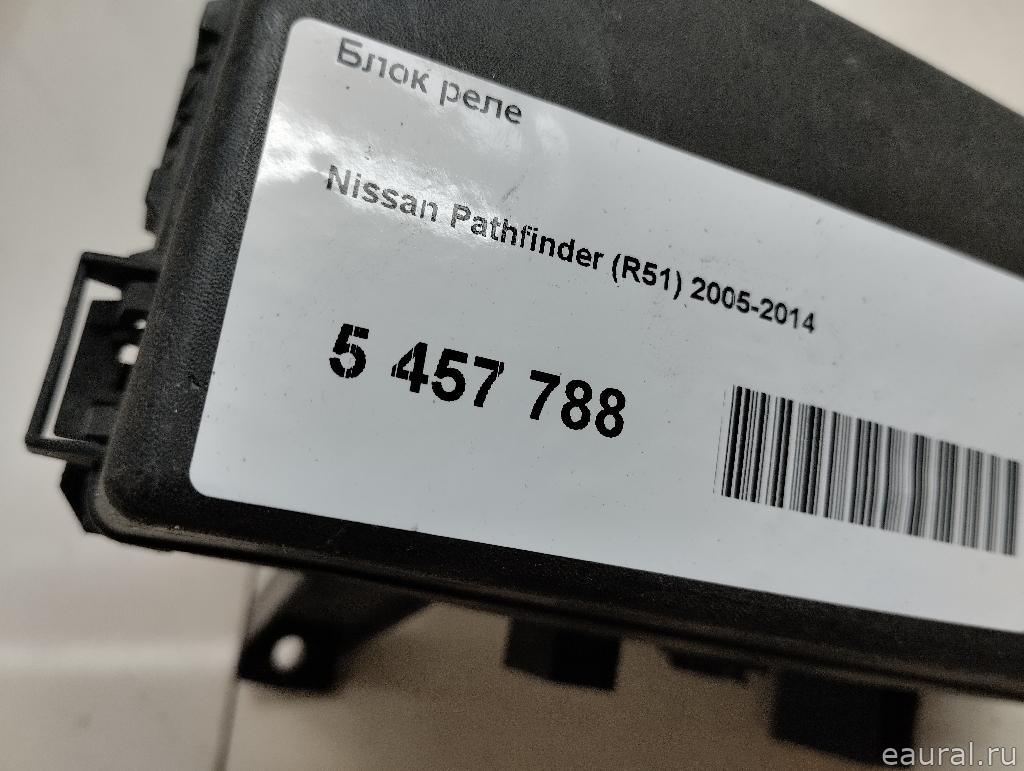 Блок реле
Nissan Pathfinder (R51) 2005-2014
5 457 788
eaural.ru